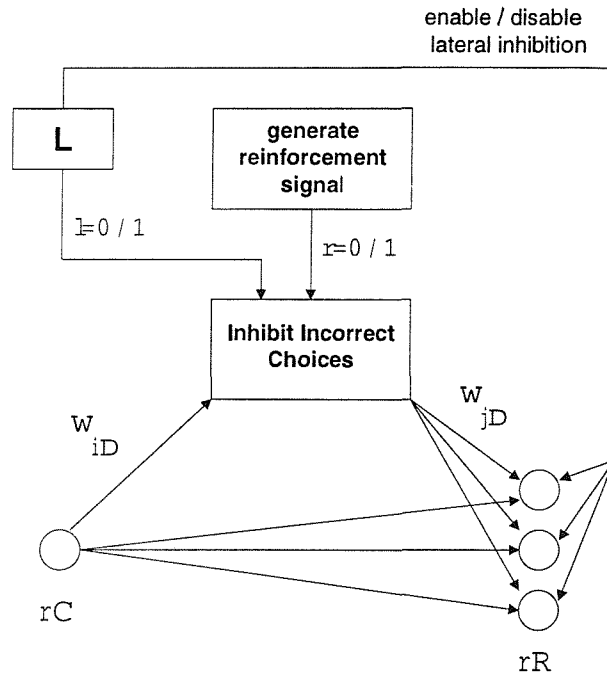 enable / disable
lateral inhibition
L
generate
reinforcement
signal
l=0 / 1
r=0 / 1
Inhibit Incorrect
Choices
W
iD
W
jD
rC
rR